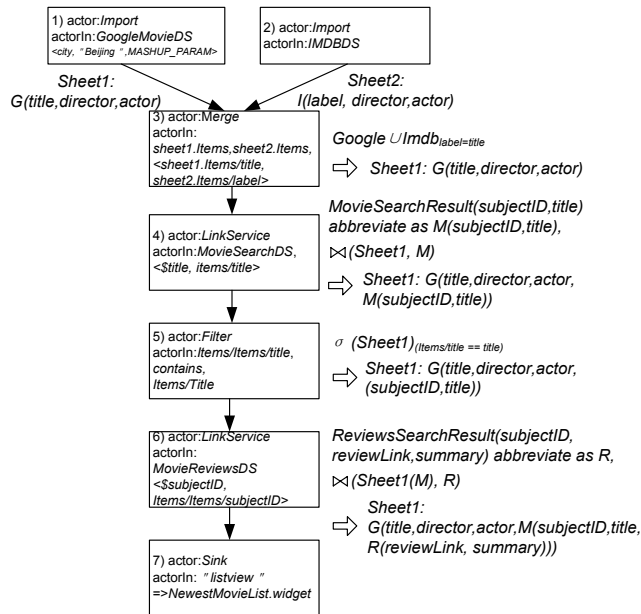 1) actor:Import
actorIn:GoogleMovieDS
<city, "Beijing",MASHUP_PARAM>
2) actor:Import
actorIn:IMDBDS
Sheet1:
G(title,director,actor)
Sheet2:
I(label, director,actor)
3) actor:Merge
actorIn:
sheet1.Items,sheet2.Items,
<sheet1.Items/title,
sheet2.Items/label>
Google ∪Imdb label=title
⇨ Sheet1: G(title,director,actor)
4) actor:LinkService
actorIn:MovieSearchDS,
<$title, items/title>
MovieSearchResult(subjectID,title)
abbreviate as M(subjectID,title),
⋈(Sheet1, M)
⇨ Sheet1: G(title,director,actor,
M(subjectID,title))
5) actor:Filter
actorIn:Items/Items/title,
contains,
Items/Title
σ (Sheet1)(Items/title == title)
⇨ Sheet1: G(title,director,actor,
(subjectID,title))
6) actor:LinkService
actorIn:
MovieReviewsDS
<$subjectID,
Items/Items/subjectID>
ReviewsSearchResult(subjectID,
reviewLink,summary) abbreviate as R,
⋈(Sheet1(M), R)
⇨ Sheet1:
G(title,director,actor,M(subjectID,title,
R(reviewLink, summary)))
7) actor:Sink
actorIn: "listview"
=>NewestMovieList.widget